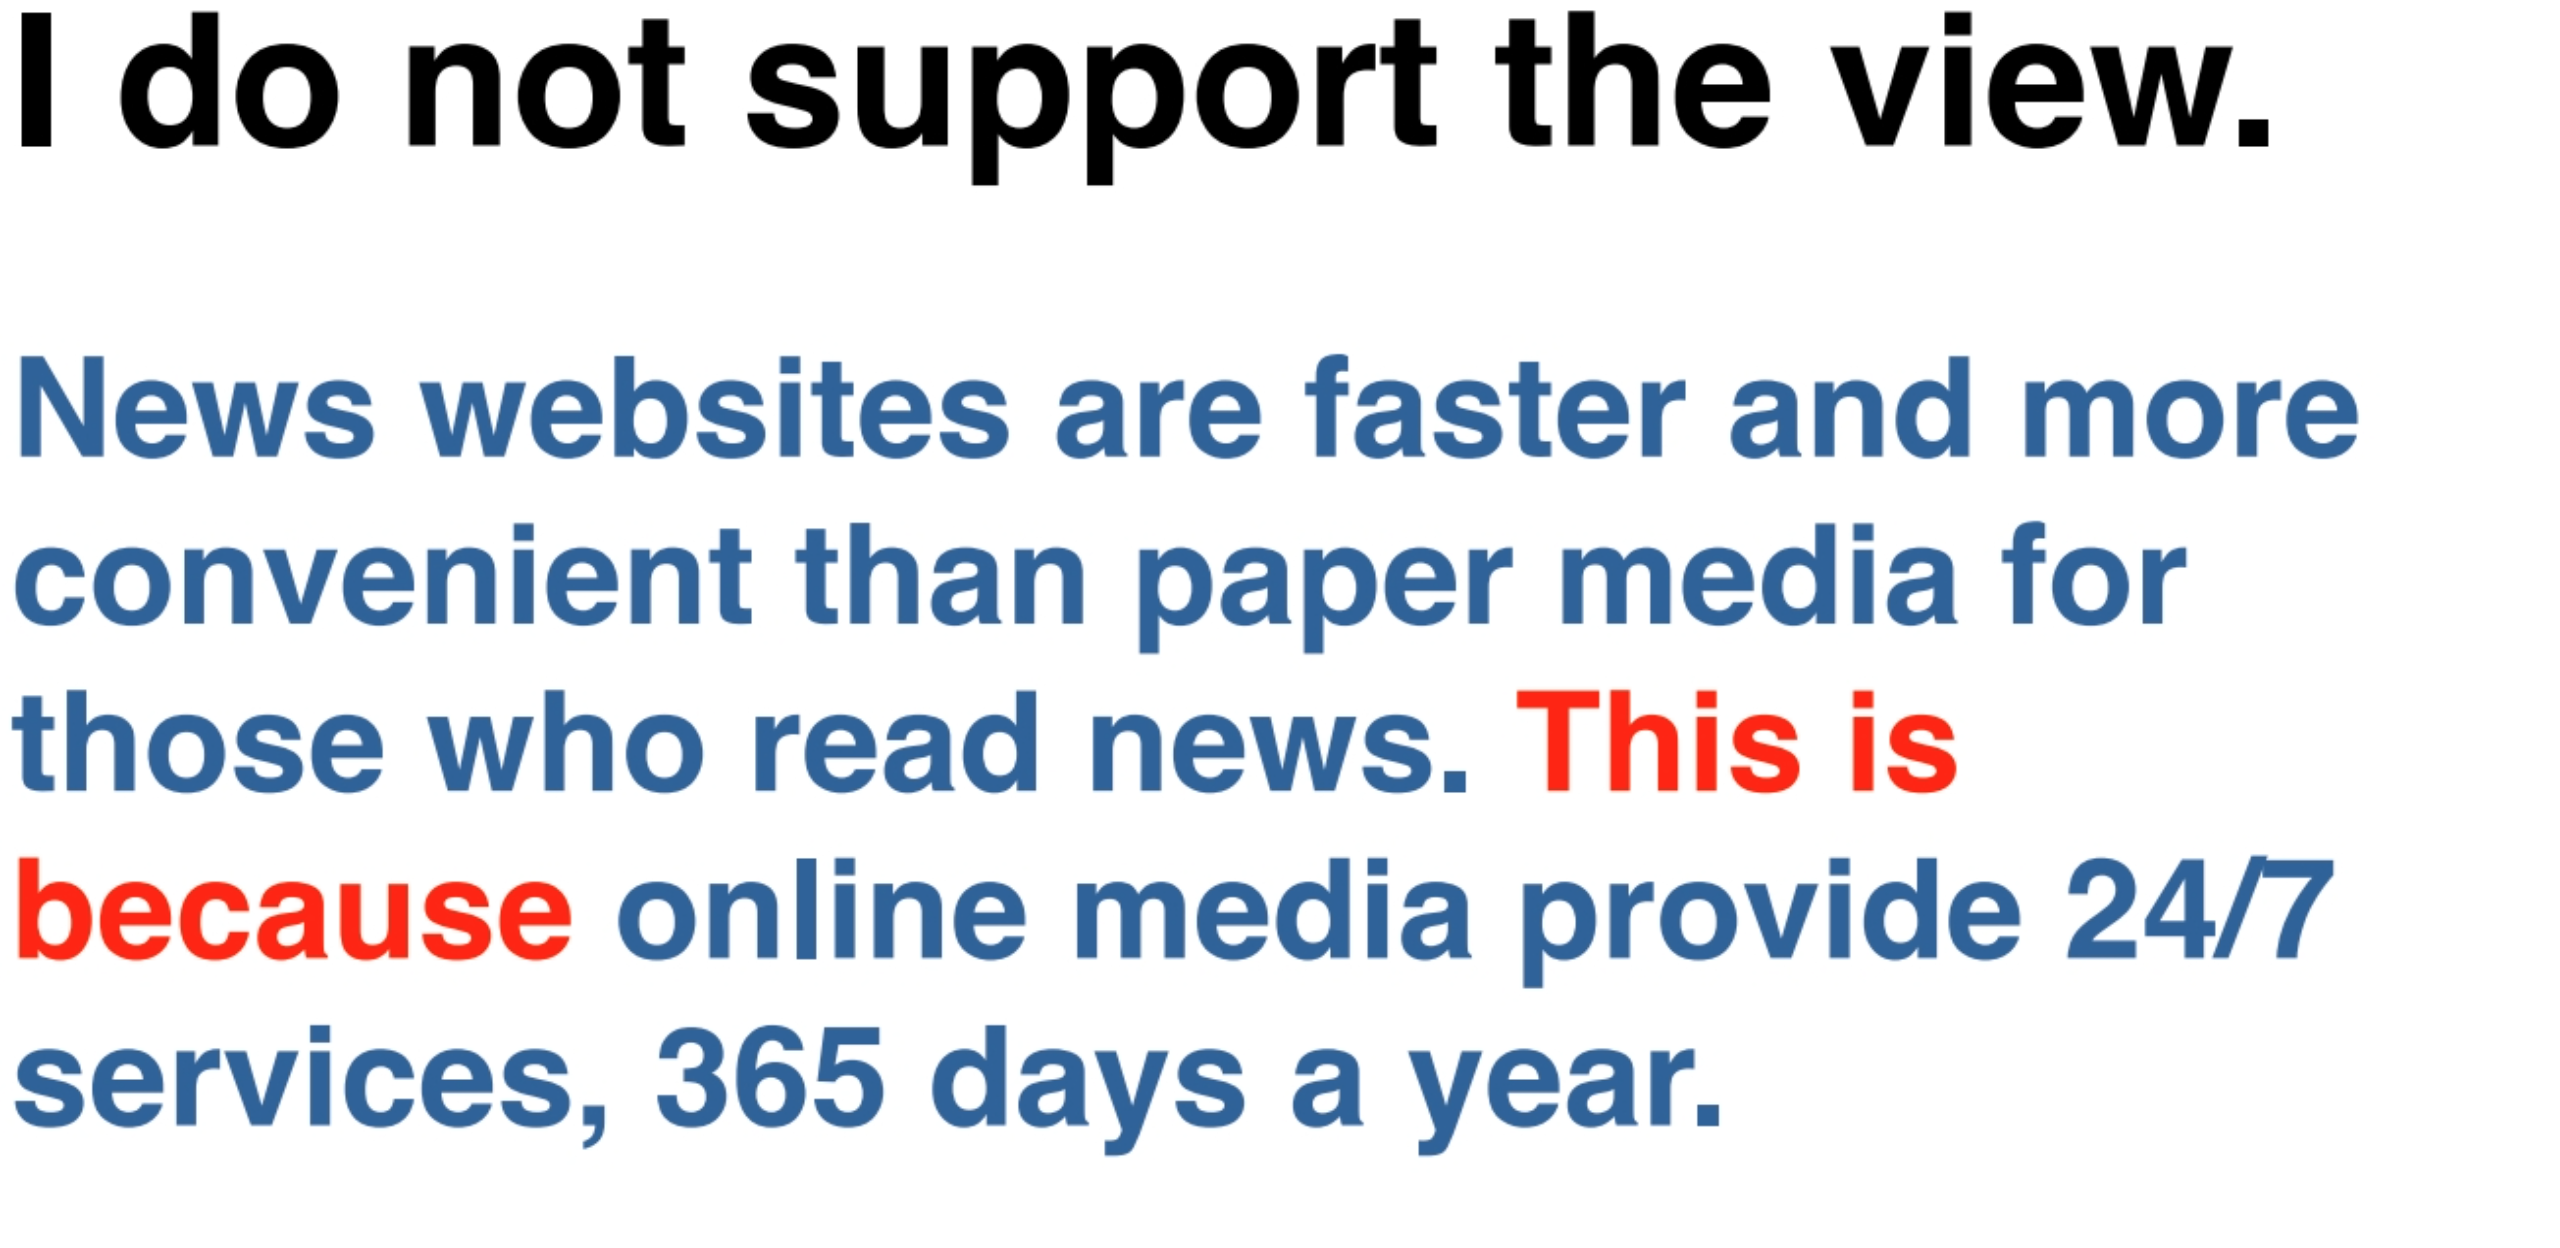 I do not support the view.
News websites are faster and more
convenient than paper media for
those who read news. This is
because online media provide 24/7
services, 365 days a year.